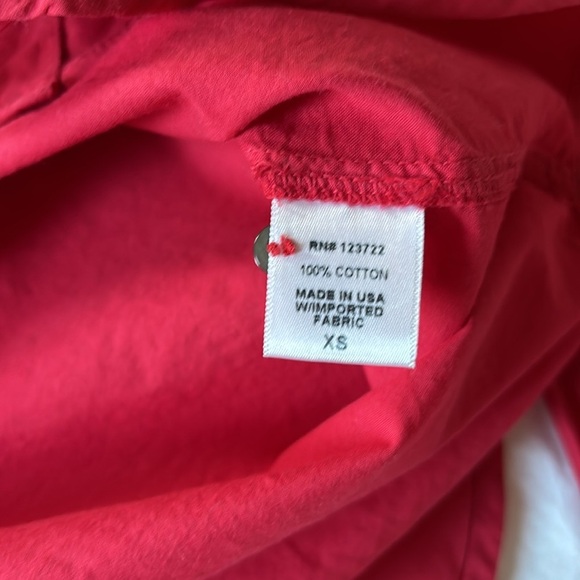 RN# 123722
100% COTTON
MADE IN USA
W/IMPORTED
FABRIC
XS